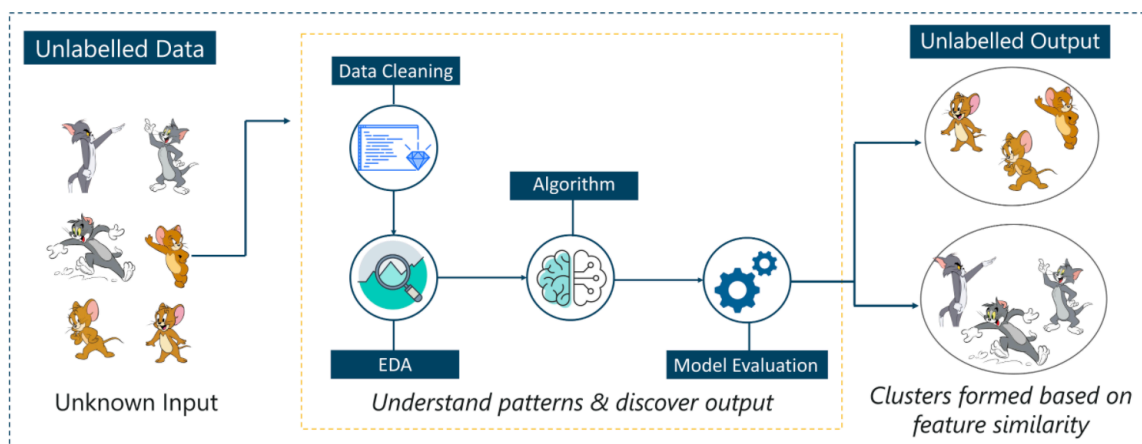 Unlabelled Data
Unknown Input
Data Cleaning
EDA
Algorithm
Model Evaluation
Understand patterns & discover output
Unlabelled Output
Clusters formed based on
feature similarity